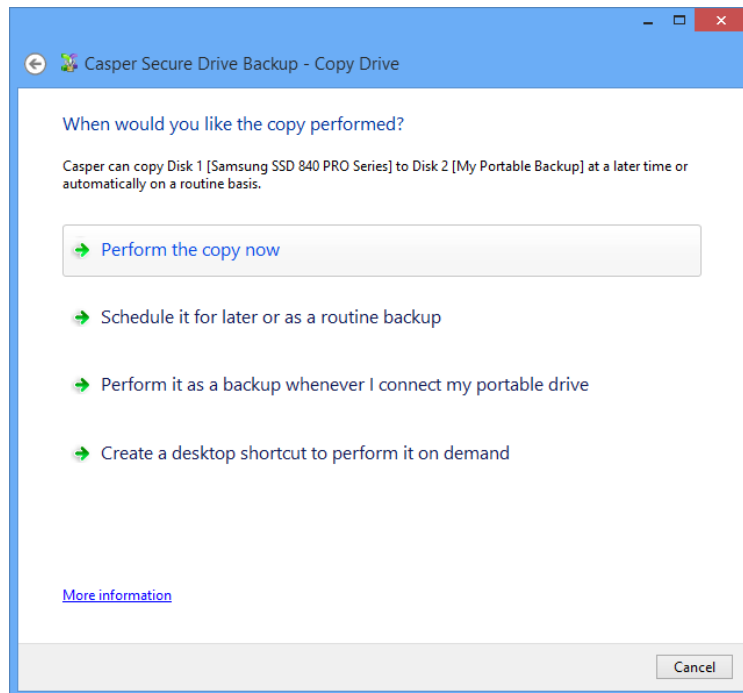 Casper Secure Drive Backup - Copy Drive
When would you like the copy performed?
Casper can copy Disk 1 [Samsung SSD 840 PRO Series] to Disk 2 [My Portable Backup] at a later time or
automatically on a routine basis.
Perform the copy now
Schedule it for later or as a routine backup
Perform it as a backup whenever I connect my portable drive
Create a desktop shortcut to perform it on demand
More information
Cancel